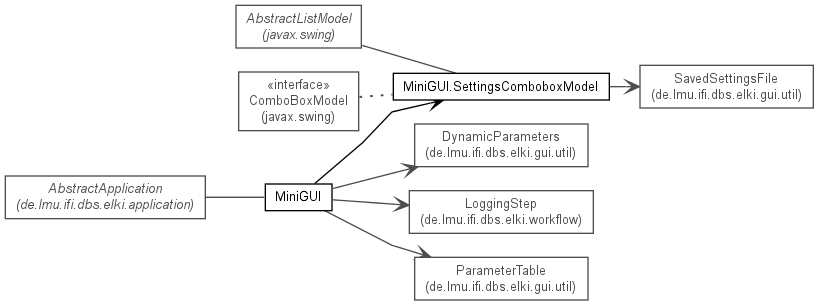 AbstractListModel
(javax.swing)
«interface»
ComboBoxModel
(javax.swing)
MiniGUI.SettingsComboboxModel
SavedSettingsFile
(de.lmu.ifi.dbs.elki.gui.util)
DynamicParameters
(de.lmu.ifi.dbs.elki.gui.util)
AbstractApplication
(de.lmu.ifi.dbs.elki.application)
MiniGUI
LoggingStep
(de.lmu.ifi.dbs.elki.workflow)
ParameterTable
(de.lmu.ifi.dbs.elki.gui.util)